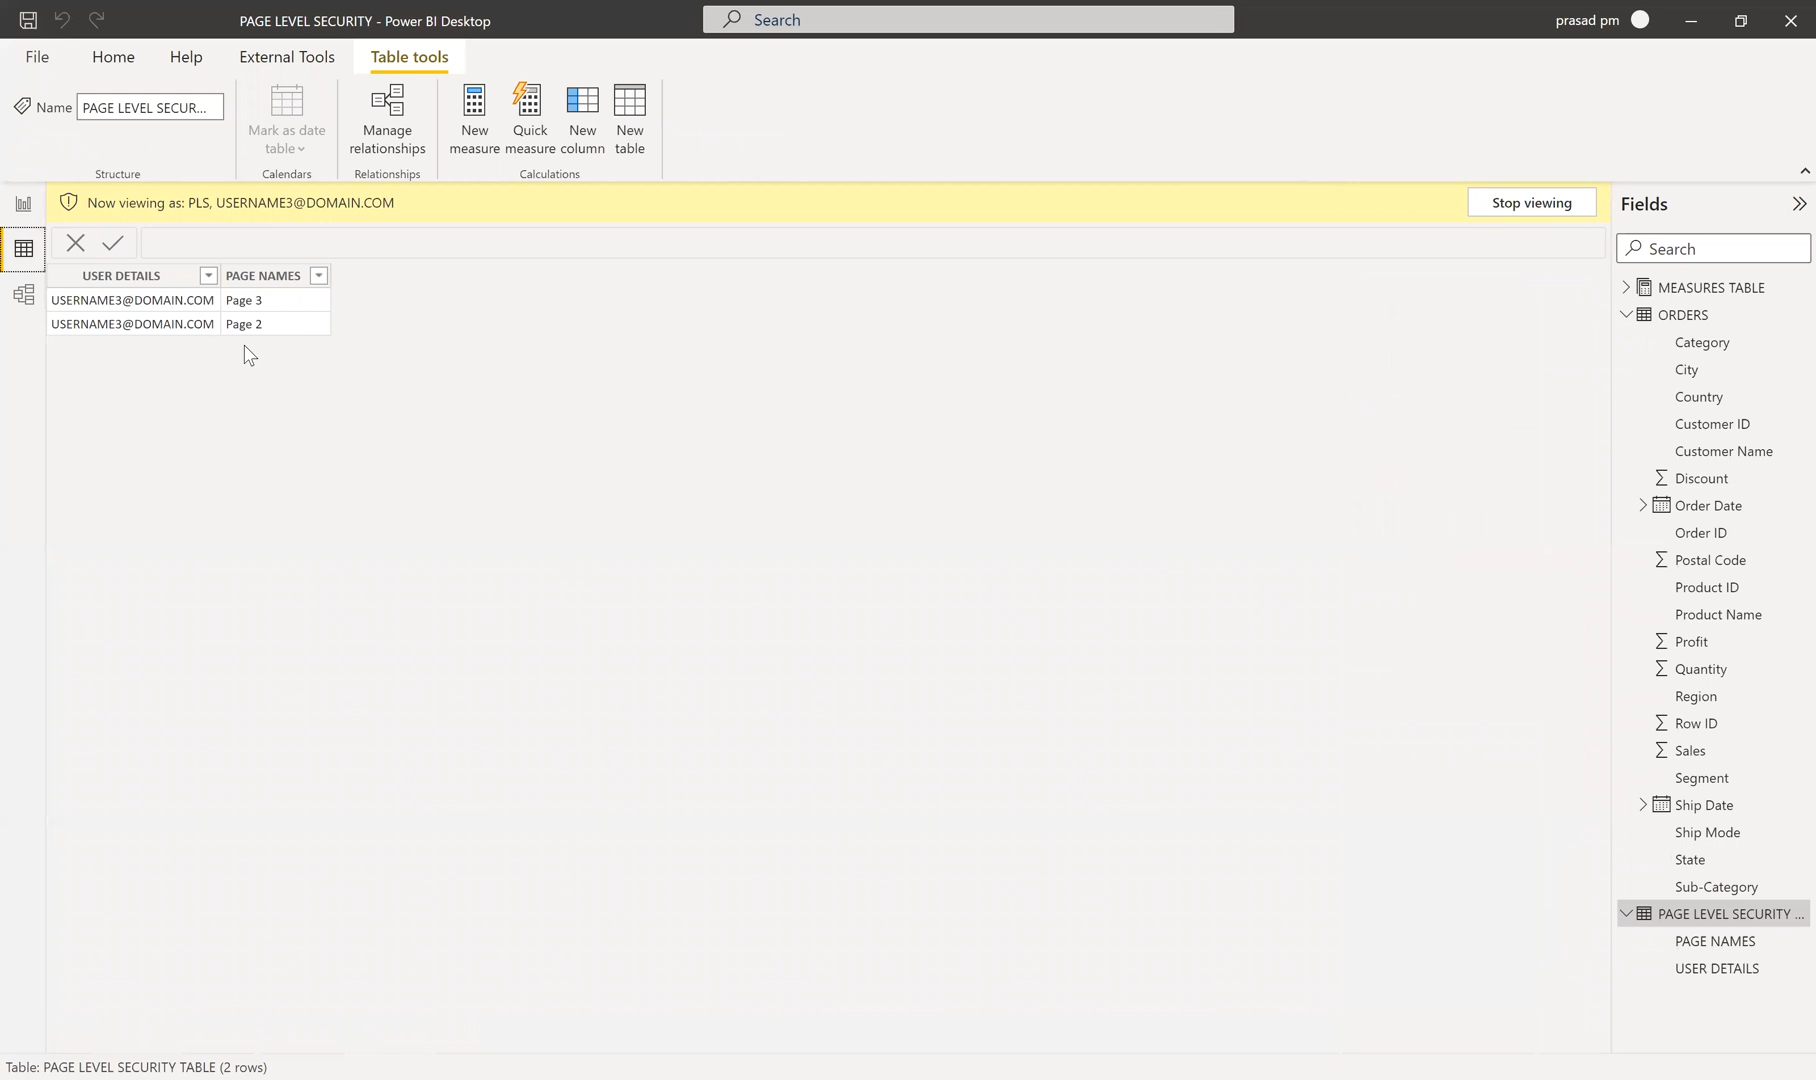 PAGE LEVEL SECURITY - Power BI Desktop
Search
prasad pm
File
Home
Help
External Tools
Table tools
Name
PAGE LEVEL SECUR...
Structure
Mark as date
table
Calendars
Manage
relationships
Relationships
New
measure
Quick
measure
New
column
New
table
Calculations
Now viewing as: PLS, USERNAME3@DOMAIN.COM
Stop viewing
USER DETAILS
PAGE NAMES
USERNAME3@DOMAIN.COM
Page 3
USERNAME3@DOMAIN.COM
Page 2
Fields
Search
MEASURES TABLE
ORDERS
Category
City
Country
Customer ID
Customer Name
Discount
Order Date
Order ID
Postal Code
Product ID
Product Name
Profit
Quantity
Region
Row ID
Sales
Segment
Ship Date
Ship Mode
State
Sub-Category
PAGE LEVEL SECURITY ...
PAGE NAMES
USER DETAILS
Table: PAGE LEVEL SECURITY TABLE (2 rows)